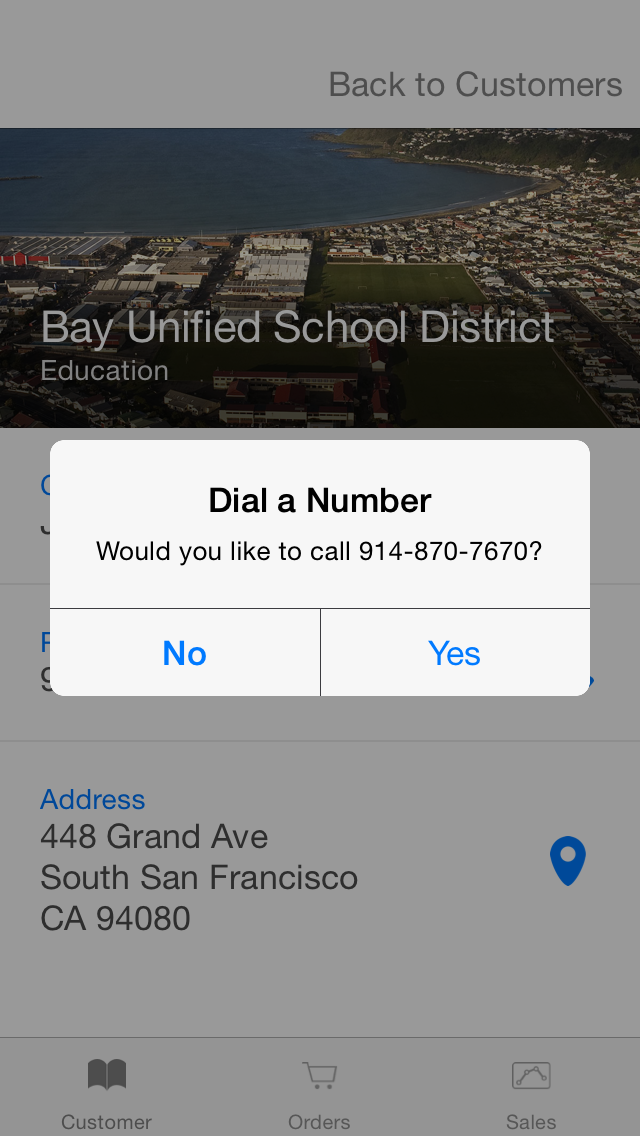 Back to Customers
Bay Unified School District
Education
Dial a Number
Would you like to call 914-870-7670?
No
Yes
Address
448 Grand Ave
South San Francisco
CA 94080
Customer
Orders
Sales